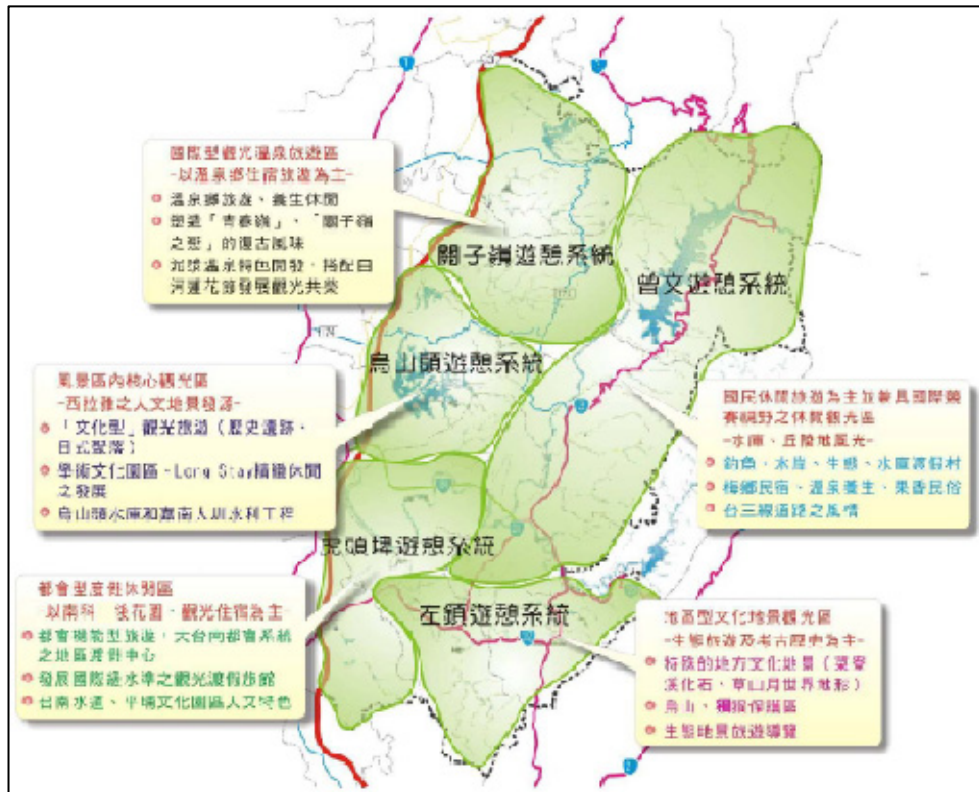 國際型觀光溫泉旅遊區
-以溫泉鄉住宿旅遊為主-
溫泉鄉旅遊、養生休閒
塑造「青春嶺」、「關子嶺
之戀」的復古風味
泥漿溫泉特色開發,搭配白
河蓮花節發展觀光共榮
關子嶺遊憩系統
曾文遊憩系統
烏山頭遊憩系統
風景區內核心觀光區
-西拉雅之人文地景發源-
「文化型」觀光旅遊(歷史遺跡、
日式聚落)
學術文化園區-Long Stay
休閒
之發展
烏山頭水庫和嘉南大圳水利工程
國民休閒旅遊為主並兼具國際競
賽視野之休閒觀光區
-水庫、丘陵地風光-
釣魚、水岸、生態、水庫渡假村
梅鄉民宿、溫泉養生、果香民俗
台三線道路之風情
虎頭埤遊憩系統
都會型度假休閒區
-以南科 後花園、觀光住宿為主-
都會機能型旅遊,大台南都會系統
之地區渡假中心
發展國際級水準之觀光渡假旅館
台南水道、平埔文化園區人文特色
左鎮遊憩系統
地區型文化地景觀光區
-生態旅遊及考古歷史為主-
特殊的地方文化地景(菜寮
溪化石、草山月世界地形)
烏山、獼猴保護區
生態地景旅遊導覽